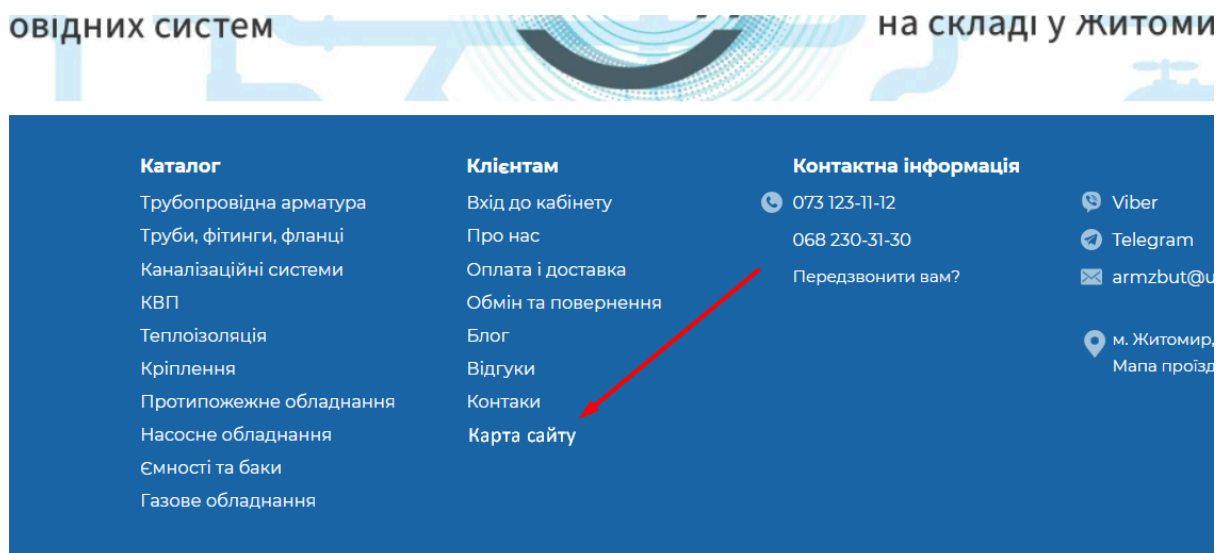 овідних систем
на складі у Житоми
Каталог
Трубопровідна арматура
Труби, фітинги, фланці
Каналізаційні системи
КВП
Теплоізоляція
Кріплення
Протипожежне обладнання
Насосне обладнання
Ємності та баки
Газове обладнання
Клієнтам
Вхід до кабінету
Про нас
Оплата і доставка
Обмін та повернення
Блог
Відгуки
Контаки
Карта сайту
Контактна інформація
073 123-11-12
068 230-31-30
Передзвонити вам?
Viber
Telegram
armzbut@u
м. Житомир,
Мапа проїзд